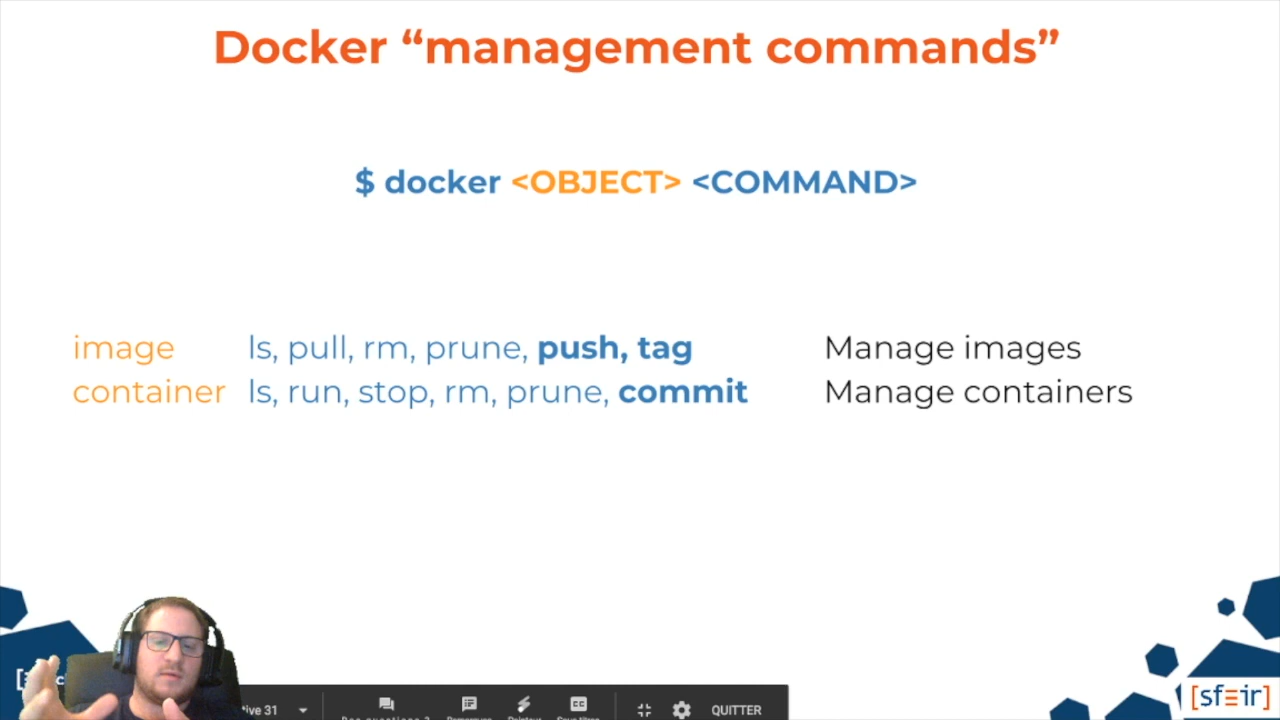 Docker “management commands”
$ docker <OBJECT> <COMMAND>
image ls, pull, rm, prune, push, tag Manage images
container ls, run, stop, rm, prune, commit Manage containers
31
QUITTER
[sfeir]